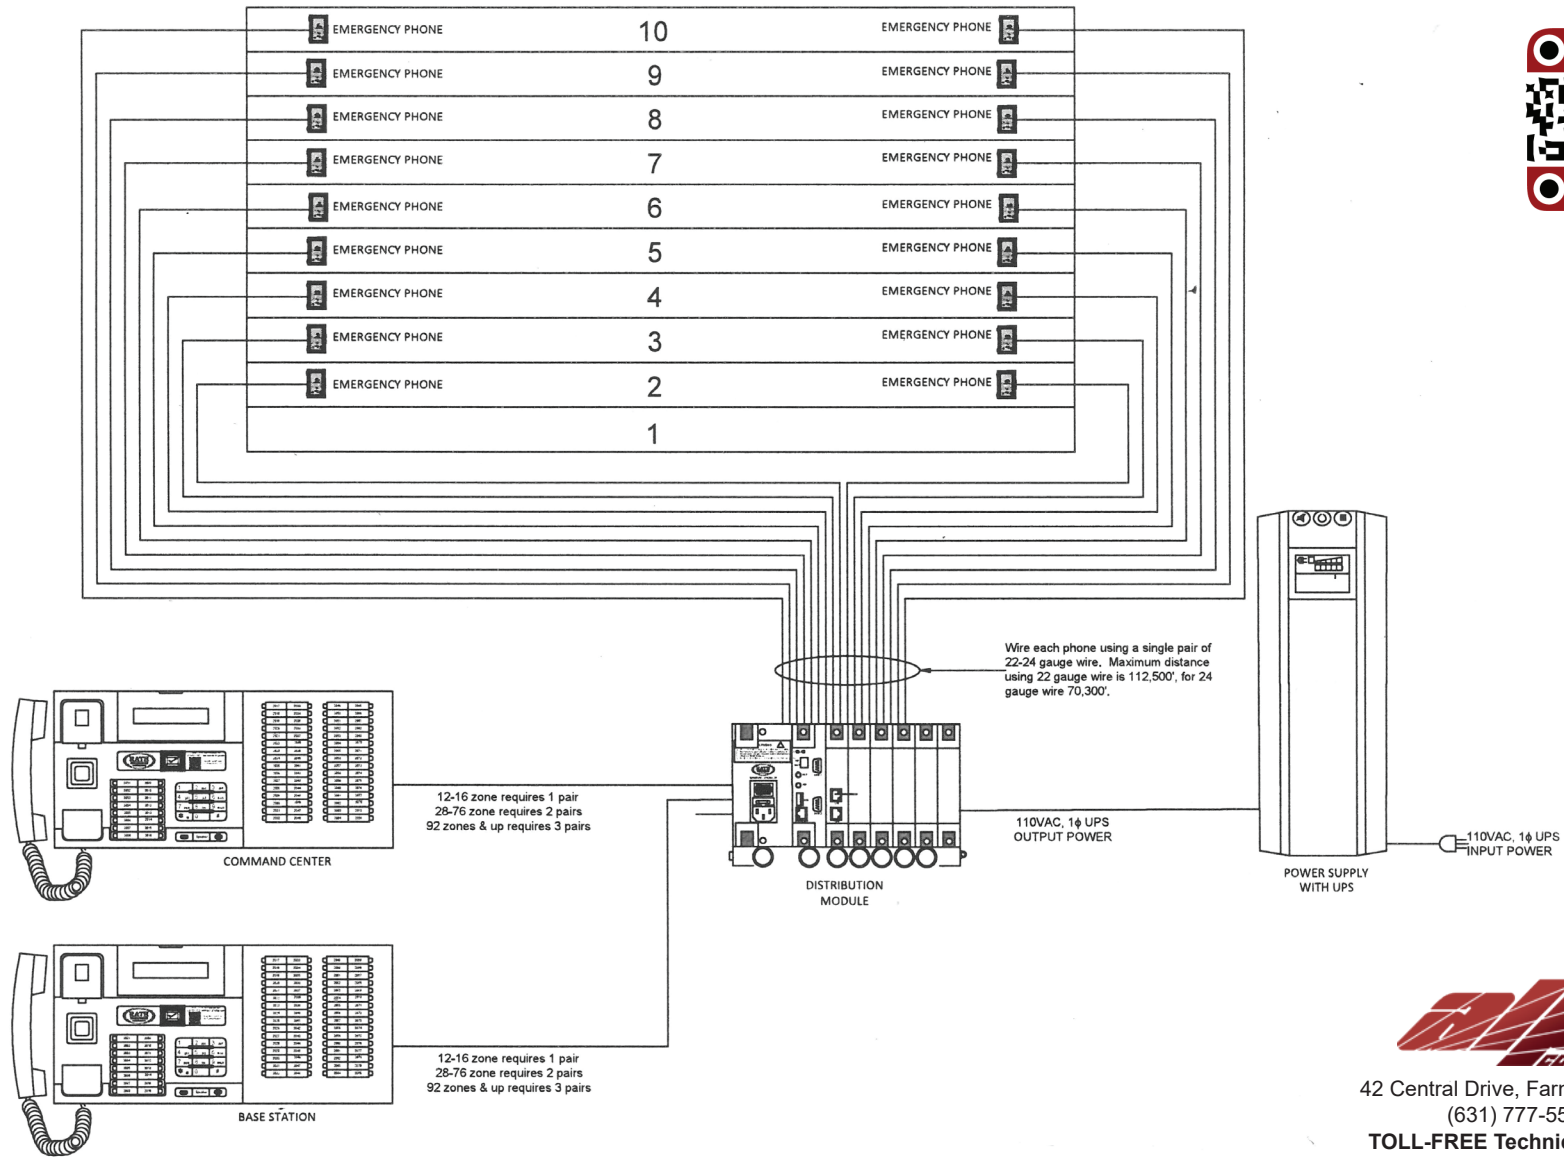 EMERGENCY PHONE 10 EMERGENCY PHONE
EMERGENCY PHONE 9 EMERGENCY PHONE
EMERGENCY PHONE 8 EMERGENCY PHONE
EMERGENCY PHONE 7 EMERGENCY PHONE
EMERGENCY PHONE 6 EMERGENCY PHONE
EMERGENCY PHONE 5 EMERGENCY PHONE
EMERGENCY PHONE 4 EMERGENCY PHONE
EMERGENCY PHONE 3 EMERGENCY PHONE
EMERGENCY PHONE 2 EMERGENCY PHONE
1
Wire each phone using a single pair of
22-24 gauge wire. Maximum distance
using 22 gauge wire is 112,500', for 24
gauge wire 70,300'.
12-16 zone requires 1 pair
28-76 zone requires 2 pairs
92 zones & up requires 3 pairs
COMMAND CENTER
DISTRIBUTION
MODULE
110VAC, 1ϕ UPS
OUTPUT POWER
110VAC, 1ϕ UPS
INPUT POWER
POWER SUPPLY
WITH UPS
12-16 zone requires 1 pair
28-76 zone requires 2 pairs
92 zones & up requires 3 pairs
BASE STATION
42 Central Drive, Farm
(631) 777-55
TOLL-FREE Technic